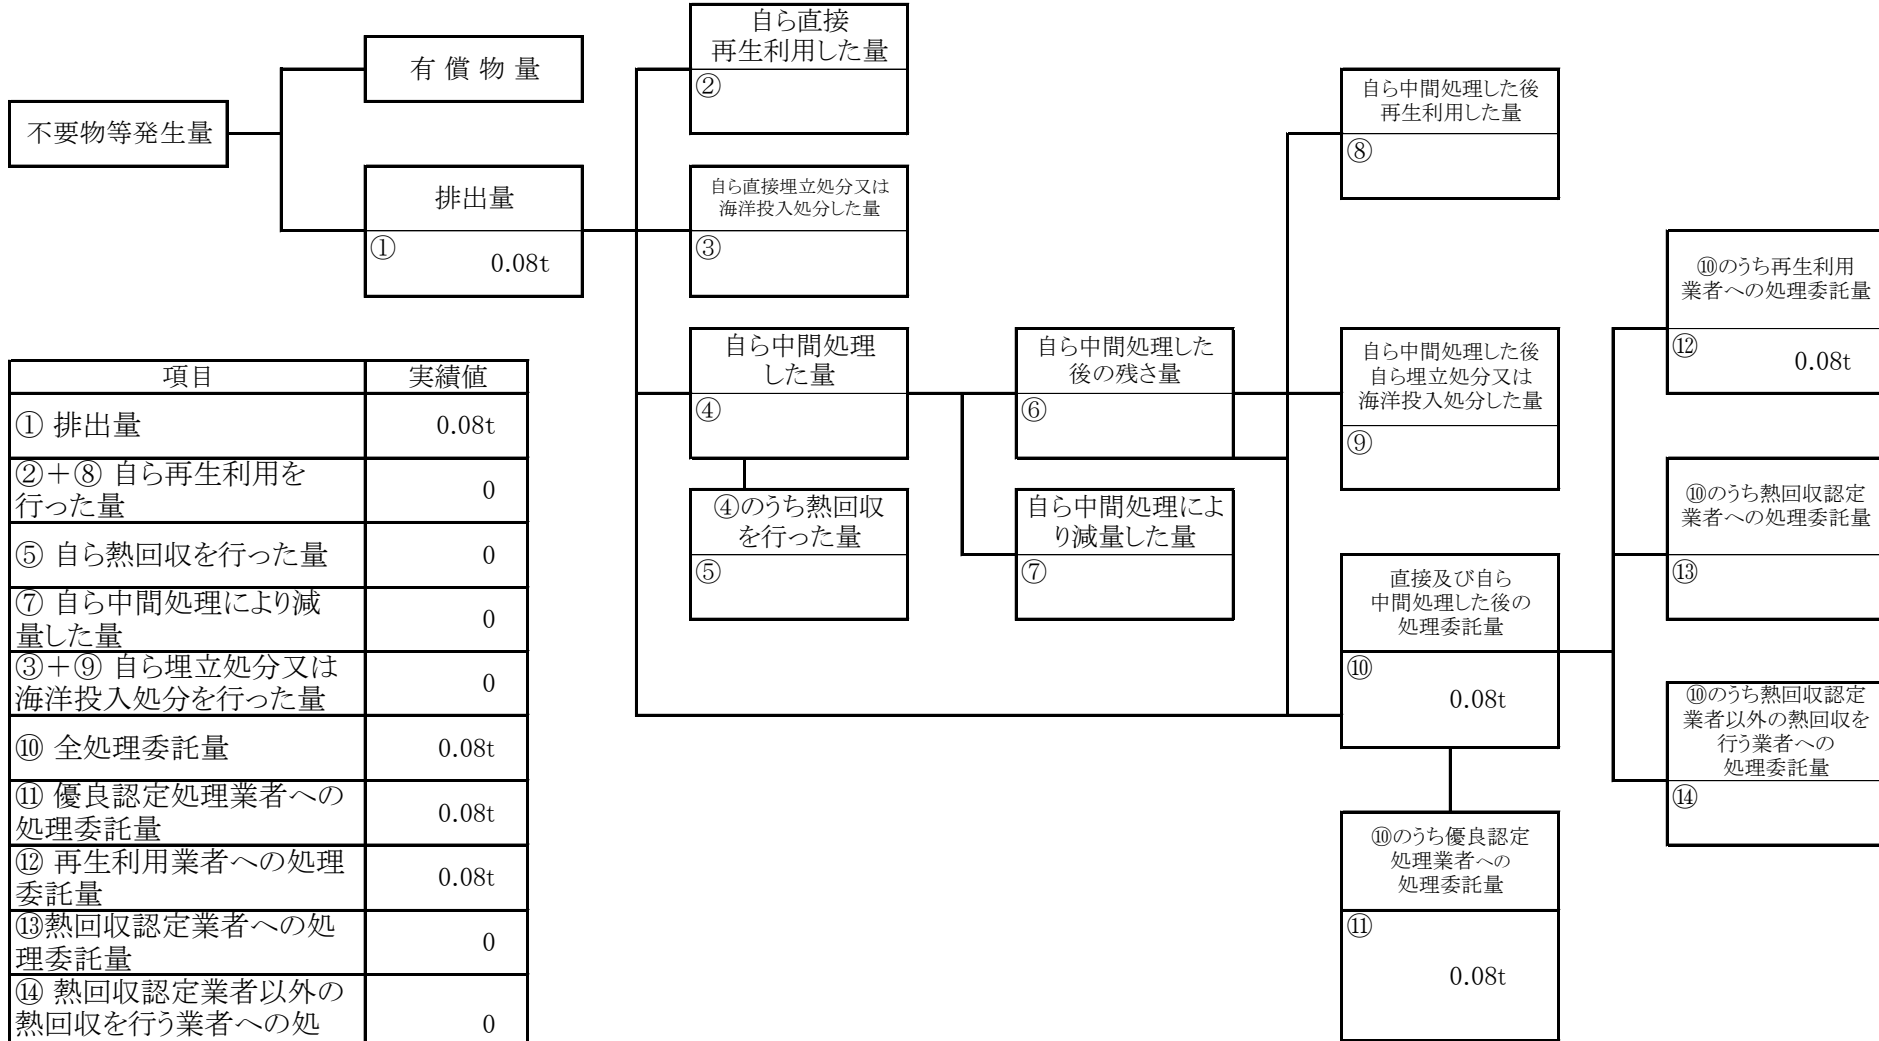 不要物等発生量
有償物量
排出量
①
0.08t
自ら直接
再生利用した量
②
自ら直接埋立処分又は
海洋投入処分した量
③
自ら中間処理
した量
④
④のうち熱回収
を行った量
⑤
自ら中間処理した
後の残さ量
⑥
自ら中間処理によ
り減量した量
⑦
自ら中間処理した後
再生利用した量
⑧
自ら中間処理した後
自ら埋立処分又は
海洋投入処分した量
⑨
直接及び自ら
中間処理した後の
処理委託量
⑩
0.08t
⑩のうち優良認定
処理業者への
処理委託量
⑪
0.08t
⑩のうち再生利用
業者への処理委託量
⑫
0.08t
⑩のうち熱回収認定
業者への処理委託量
⑬
⑩のうち熱回収認定
業者以外の熱回収を
行う業者への
処理委託量
⑭
項目 実績値
① 排出量 0.08t
②＋⑧ 自ら再生利用を
行った量 0
⑤ 自ら熱回収を行った量 0
⑦ 自ら中間処理により減
量した量 0
③＋⑨ 自ら埋立処分又は
海洋投入処分を行った量 0
⑩ 全処理委託量 0.08t
⑪ 優良認定処理業者への
処理委託量 0.08t
⑫ 再生利用業者への処理
委託量 0.08t
⑬熱回収認定業者への処
理委託量 0
⑭ 熱回収認定業者以外の
熱回収を行う業者への処 0